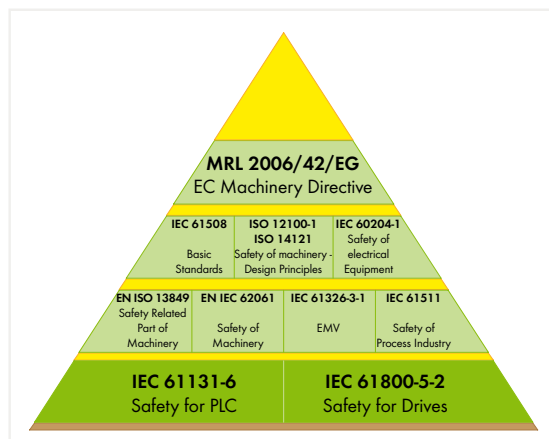 MRL 2006/42/EG
EC Machinery Directive
IEC 61508
Basic
Standards
ISO 12100-1
ISO 14121
Safety of machinery -
Design Principles
IEC 60204-1
Safety of
electrical
Equipment
EN ISO 13849
Safety Related
Part of
Machinery
EN IEC 62061
Safety of
Machinery
IEC 61326-3-1
EMV
IEC 61511
Safety of
Process Industry
IEC 61131-6
Safety for PLC
IEC 61800-5-2
Safety for Drives